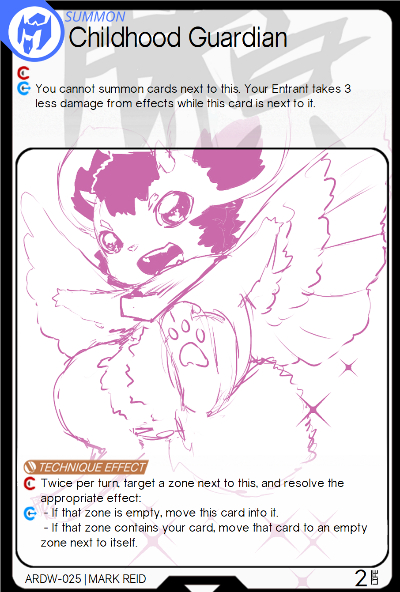 SUMMON
Childhood Guardian
You cannot summon cards next to this. Your Entrant takes 3
less damage from effects while this card is next to it.
TECHNIQUE EFFECT
Twice per turn, target a zone next to this, and resolve the
appropriate effect:
- If that zone is empty, move this card into it.
- If that zone contains your card, move that card to an empty
zone next to itself.
ARDW-025 | MARK REID
2